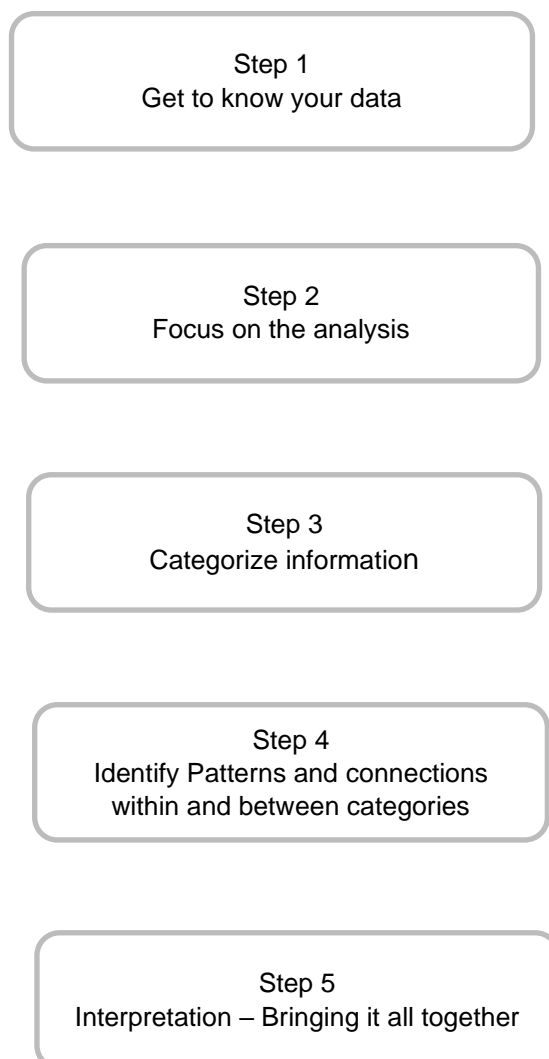 Step 1
Get to know your data
Step 2
Focus on the analysis
Step 3
Categorize information
Step 4
Identify Patterns and connections
within and between categories
Step 5
Interpretation – Bringing it all together